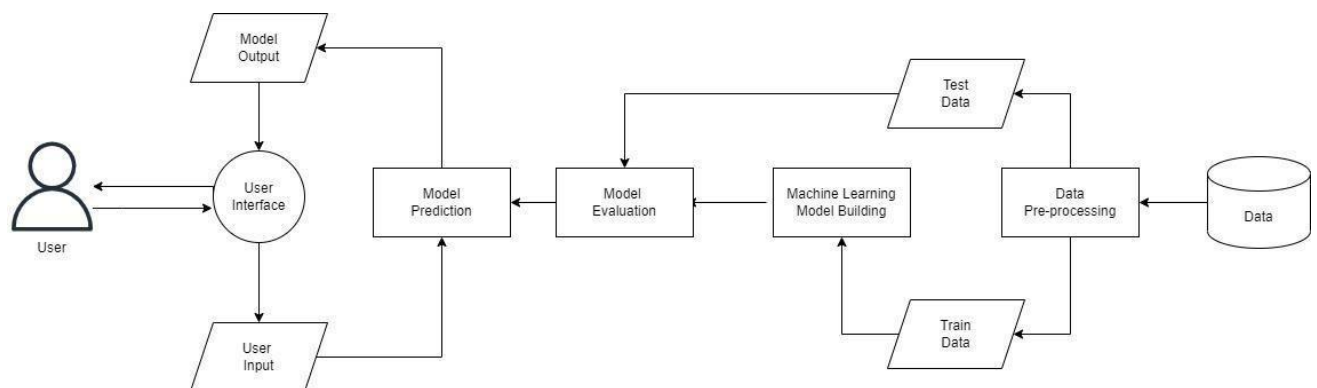 Model
Output
Test
Data
User
User
Interface
Model
Prediction
Model
Evaluation
Machine Learning
Model Building
Data
Pre-processing
Data
User
Input
Train
Data